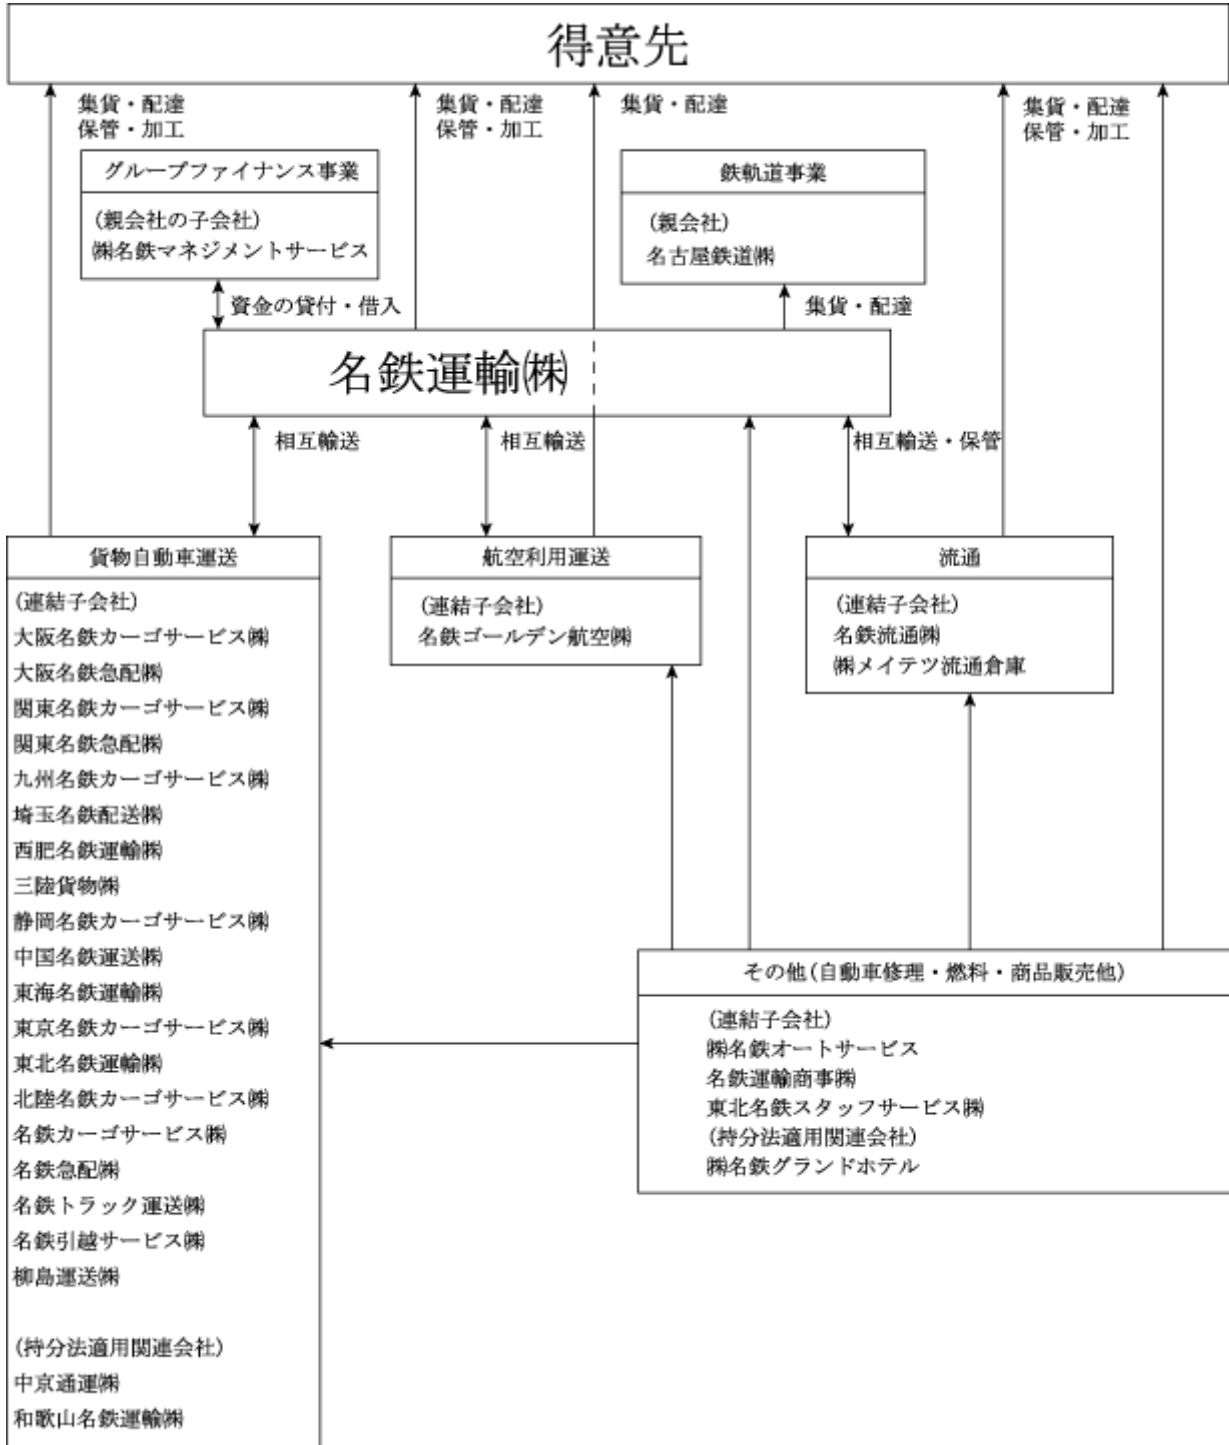 得意先
集貨・配達
保管・加工
集貨・配達
保管・加工
集貨・配達
集貨・配達
保管・加工
グループファイナンス事業
(親会社の子会社)
㈱名鉄マネジメントサービス
鉄軌道事業
(親会社)
名古屋鉄道㈱
資金の貸付・借入
集貨・配達
名鉄運輸㈱
相互輸送
相互輸送
相互輸送・保管
貨物自動車運送
(連結子会社)
大阪名鉄カーゴサービス㈱
大阪名鉄急配㈱
関東名鉄カーゴサービス㈱
関東名鉄急配㈱
九州名鉄カーゴサービス㈱
埼玉名鉄配送㈱
西肥名鉄運輸㈱
三陸貨物㈱
静岡名鉄カーゴサービス㈱
中国名鉄運送㈱
東海名鉄運輸㈱
東京名鉄カーゴサービス㈱
東北名鉄運輸㈱
北陸名鉄カーゴサービス㈱
名鉄カーゴサービス㈱
名鉄急配㈱
名鉄トラック運送㈱
名鉄引越サービス㈱
柳島運送㈱
(持分法適用関連会社)
中京通運㈱
和歌山名鉄運輸㈱
航空利用運送
(連結子会社)
名鉄ゴールデン航空㈱
流通
(連結子会社)
名鉄流通㈱
㈱メイテツ流通倉庫
その他(自動車修理・燃料・商品販売他)
(連結子会社)
㈱名鉄オートサービス
名鉄運輸商事㈱
東北名鉄スタッフサービス㈱
(持分法適用関連会社)
㈱名鉄グランドホテル